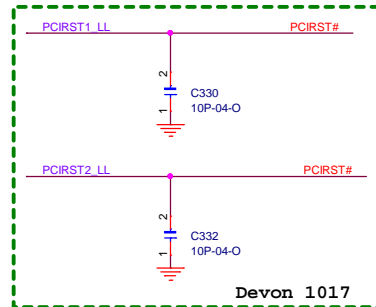 PCIRST1_LL PCIRST#
2
C330
10P-04-O
1
PCIRST2_LL PCIRST#
2
C332
10P-04-O
1
Devon 1017